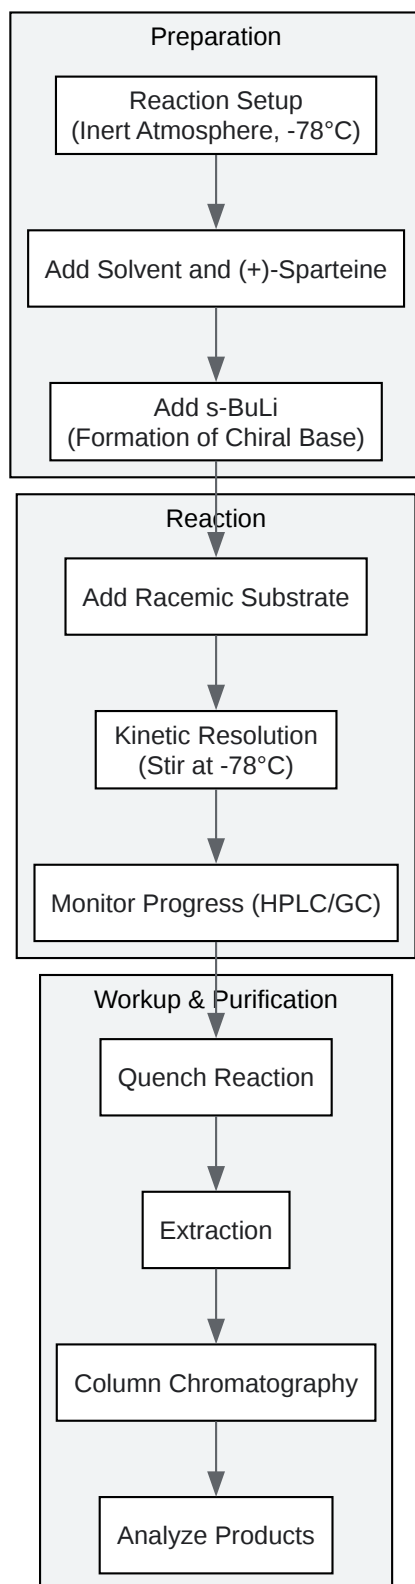 Preparation
Reaction Setup
(Inert Atmosphere, -78°C)
Add Solvent and (+)-Sparteine
Add s-BuLi
(Formation of Chiral Base)
Reaction
Add Racemic Substrate
Kinetic Resolution
(Stir at -78°C)
Monitor Progress (HPLC/GC)
Workup & Purification
Quench Reaction
Extraction
Column Chromatography
Analyze Products